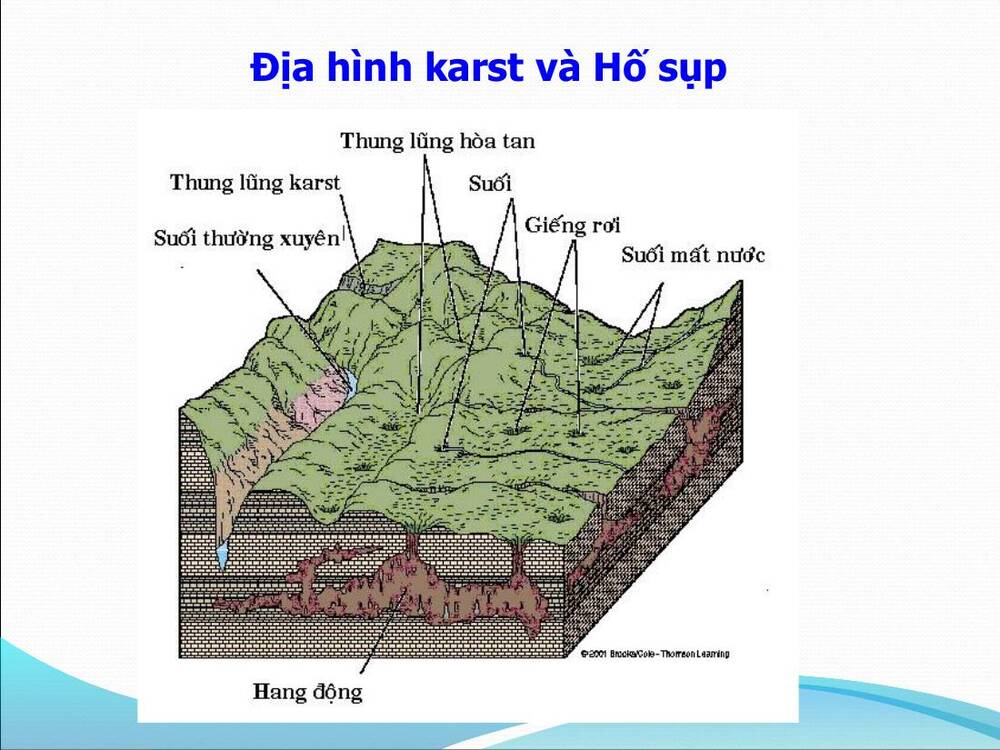 Địa hình karst và Hố sụp
Thung lũng hòa tan
Thung lũng karst
Suối
Suối thường xuyên
Giếng rơi
Suối mất nước
©2001 Brooks/Cole - Thomson Learning
Hang động